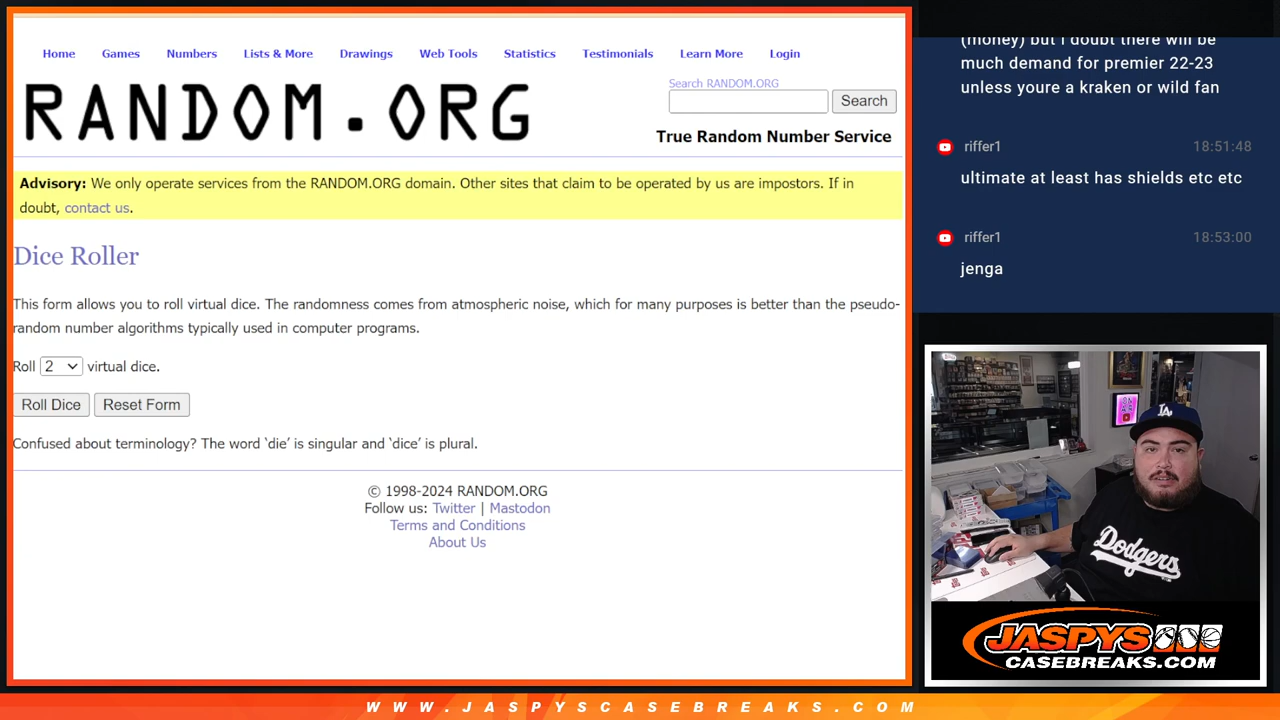 Home Games Numbers Lists & More Drawings Web Tools Statistics Testimonials Learn More Login
RANDOM.ORG
Search RANDOM.ORG
Search
True Random Number Service
Advisory: We only operate services from the RANDOM.ORG domain. Other sites that claim to be operated by us are impostors. If in
doubt, contact us.
Dice Roller
This form allows you to roll virtual dice. The randomness comes from atmospheric noise, which for many purposes is better than the pseudo-
random number algorithms typically used in computer programs.
Roll 2 virtual dice.
Roll Dice Reset Form
Confused about terminology? The word ‘die’ is singular and ‘dice’ is plural.
© 1998-2024 RANDOM.ORG
Follow us: Twitter | Mastodon
Terms and Conditions
About Us
(money) but I doubt there will be
much demand for premier 22-23
unless youre a kraken or wild fan
riffer1 18:51:48
ultimate at least has shields etc etc
riffer1 18:53:00
jenga
LA
Dodgers
JASPYS
CASEBREAKS.COM
WWW.JASPYSCASEBREAKS.COM